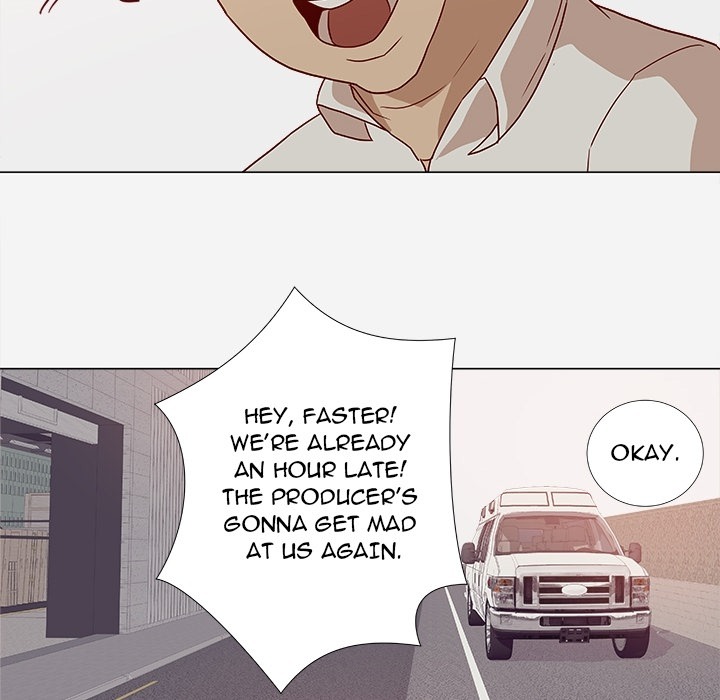 HEY, FASTER!
WE'RE ALREADY
AN HOUR LATE!
THE PRODUCER'S
GONNA GET MAD
AT US AGAIN.
OKAY.